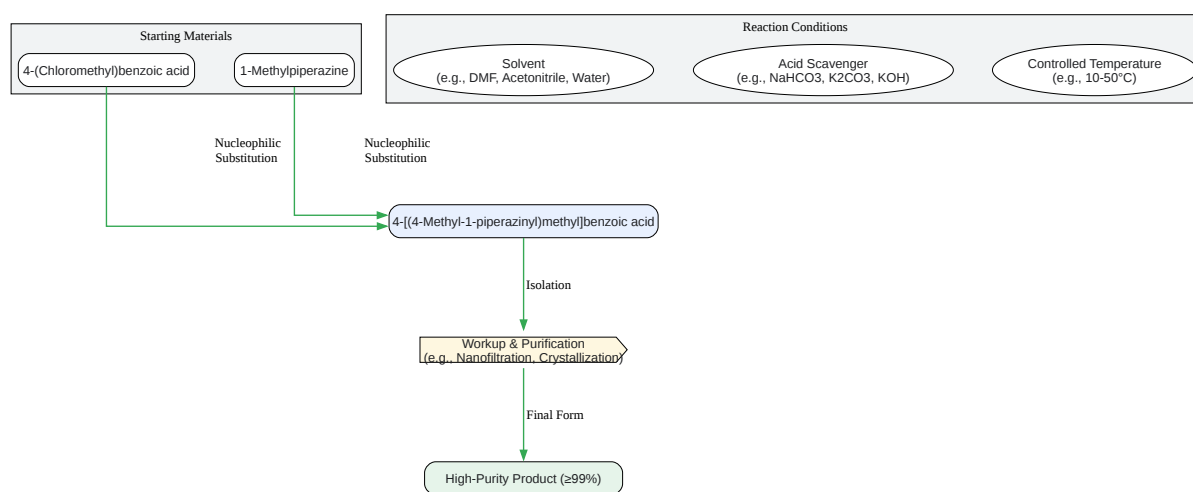 Starting Materials
4-(Chloromethyl)benzoic acid
1-Methylpiperazine
Reaction Conditions
Solvent
(e.g., DMF, Acetonitrile, Water)
Acid Scavenger
(e.g., NaHCO3, K2CO3, KOH)
Controlled Temperature
(e.g., 10-50°C)
Nucleophilic
Substitution
Nucleophilic
Substitution
4-[(4-Methyl-1-piperazinyl)methyl]benzoic acid
Isolation
Workup & Purification
(e.g., Nanofiltration, Crystallization)
Final Form
High-Purity Product (≥99%)